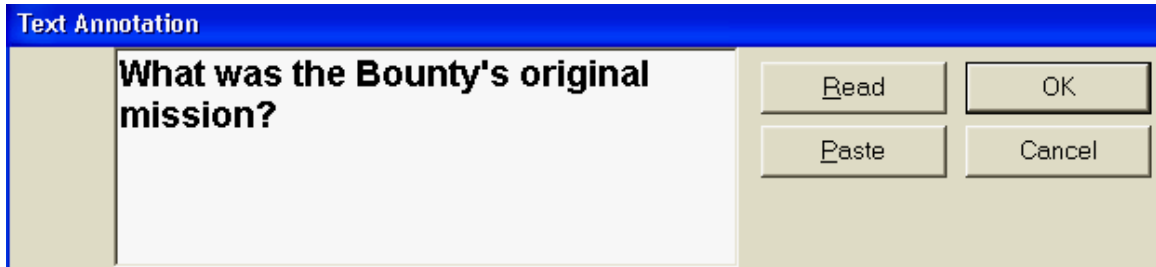 Text Annotation
What was the Bounty's original
mission?
Read
OK
Paste
Cancel